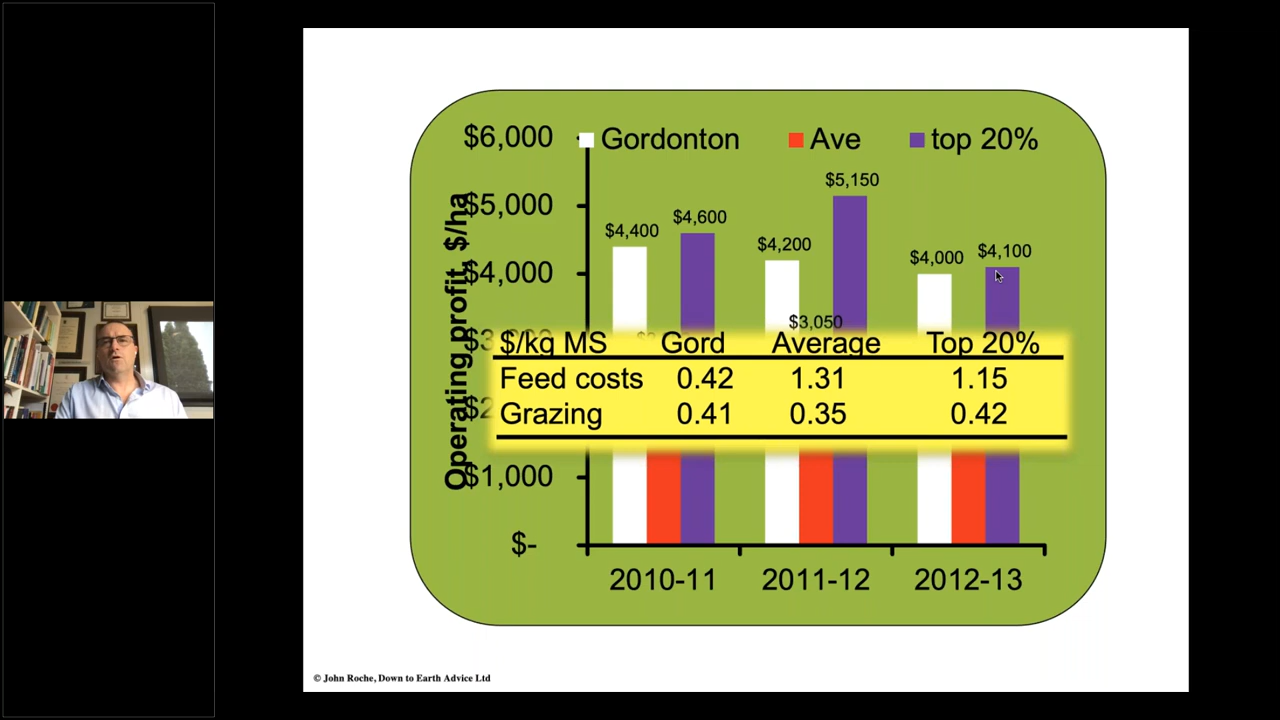 $6,000
Gordonton
Ave
top 20%
$5,150
$5,000
$4,600
$4,400
$4,200
$4,100
$4,000
$4,000
$3,050
Operating profit, $/ha
$/kg MS Gord Average Top 20%
Feed costs 0.42 1.31 1.15
Grazing 0.41 0.35 0.42
$1,000
$-
2010-11 2011-12 2012-13
© John Roche, Down to Earth Advice Ltd